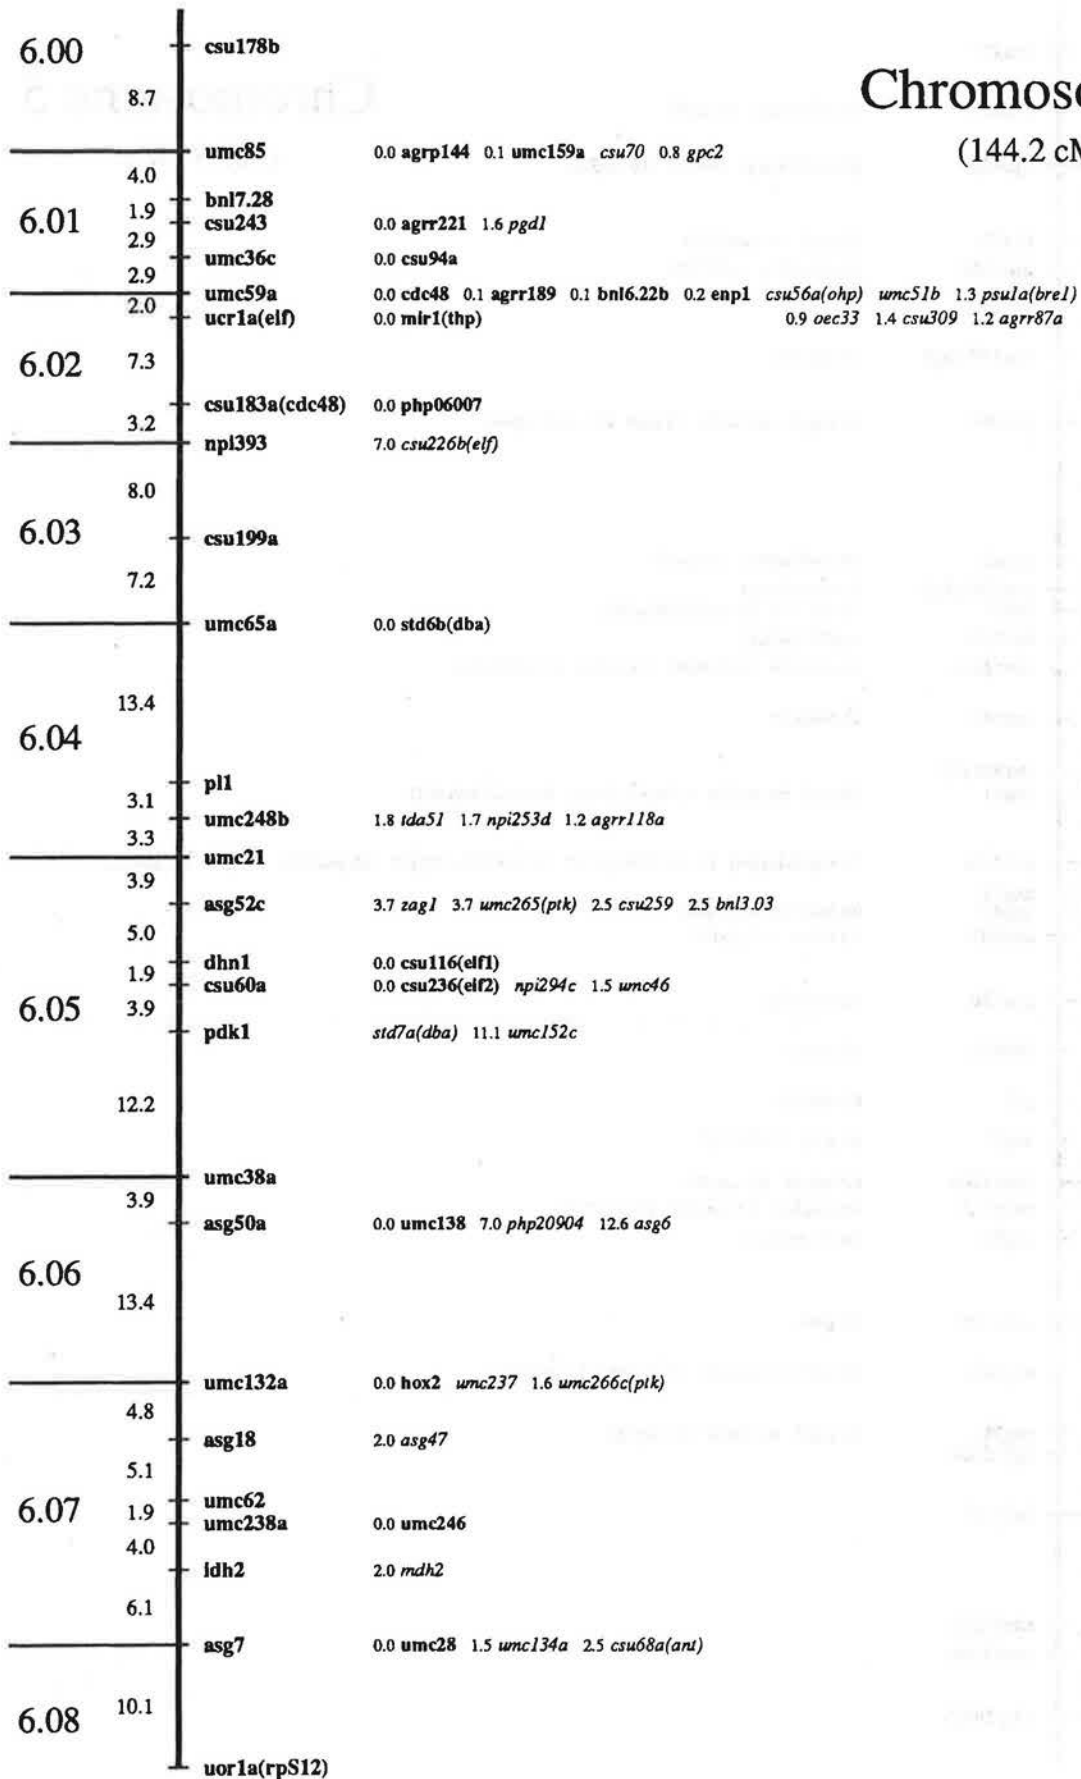 6.00 csu178b
8.7
Chromoso
(144.2 cM
umc85 0.0 agrp144 0.1 umc159a csu70 0.8 gpc2
4.0
bnl7.28
6.01 1.9 csu243 0.0 agrr221 1.6 pgd1
2.9
umc36c 0.0 csu94a
2.9
umc59a 0.0 cdc48 0.1 agrr189 0.1 bnl6.22b 0.2 enp1 csu56a(ohp) umc51b 1.3 psu1a(bre1)
2.0
ucr1a(elf) 0.0 mir1(thp) 0.9 oec33 1.4 csu309 1.2 agrr87a
6.02 7.3
csu183a(cdc48) 0.0 php06007
3.2
npi393 7.0 csu226b(elf)
8.0
6.03 csu199a
7.2
umc65a 0.0 std6b(dba)
13.4
6.04
pl1
3.1
umc248b 1.8 tda51 1.7 npi253d 1.2 agrr118a
3.3
umc21
3.9
asg52c 3.7 zag1 3.7 umc265(ptk) 2.5 csu259 2.5 bnl3.03
5.0
dhn1 0.0 csu116(elf1)
1.9
csu60a 0.0 csu236(elf2) npi294c 1.5 umc46
6.05 3.9
pdk1 std7a(dba) 11.1 umc152c
12.2
umc38a
3.9
asg50a 0.0 umc138 7.0 php20904 12.6 asg6
6.06
13.4
umc132a 0.0 hox2 umc237 1.6 umc266c(ptk)
4.8
asg18 2.0 asg47
5.1
umc62
6.07 1.9
umc238a 0.0 umc246
4.0
idh2 2.0 mdh2
6.1
asg7 0.0 umc28 1.5 umc134a 2.5 csu68a(ant)
10.1
6.08
uor1a(rpS12)